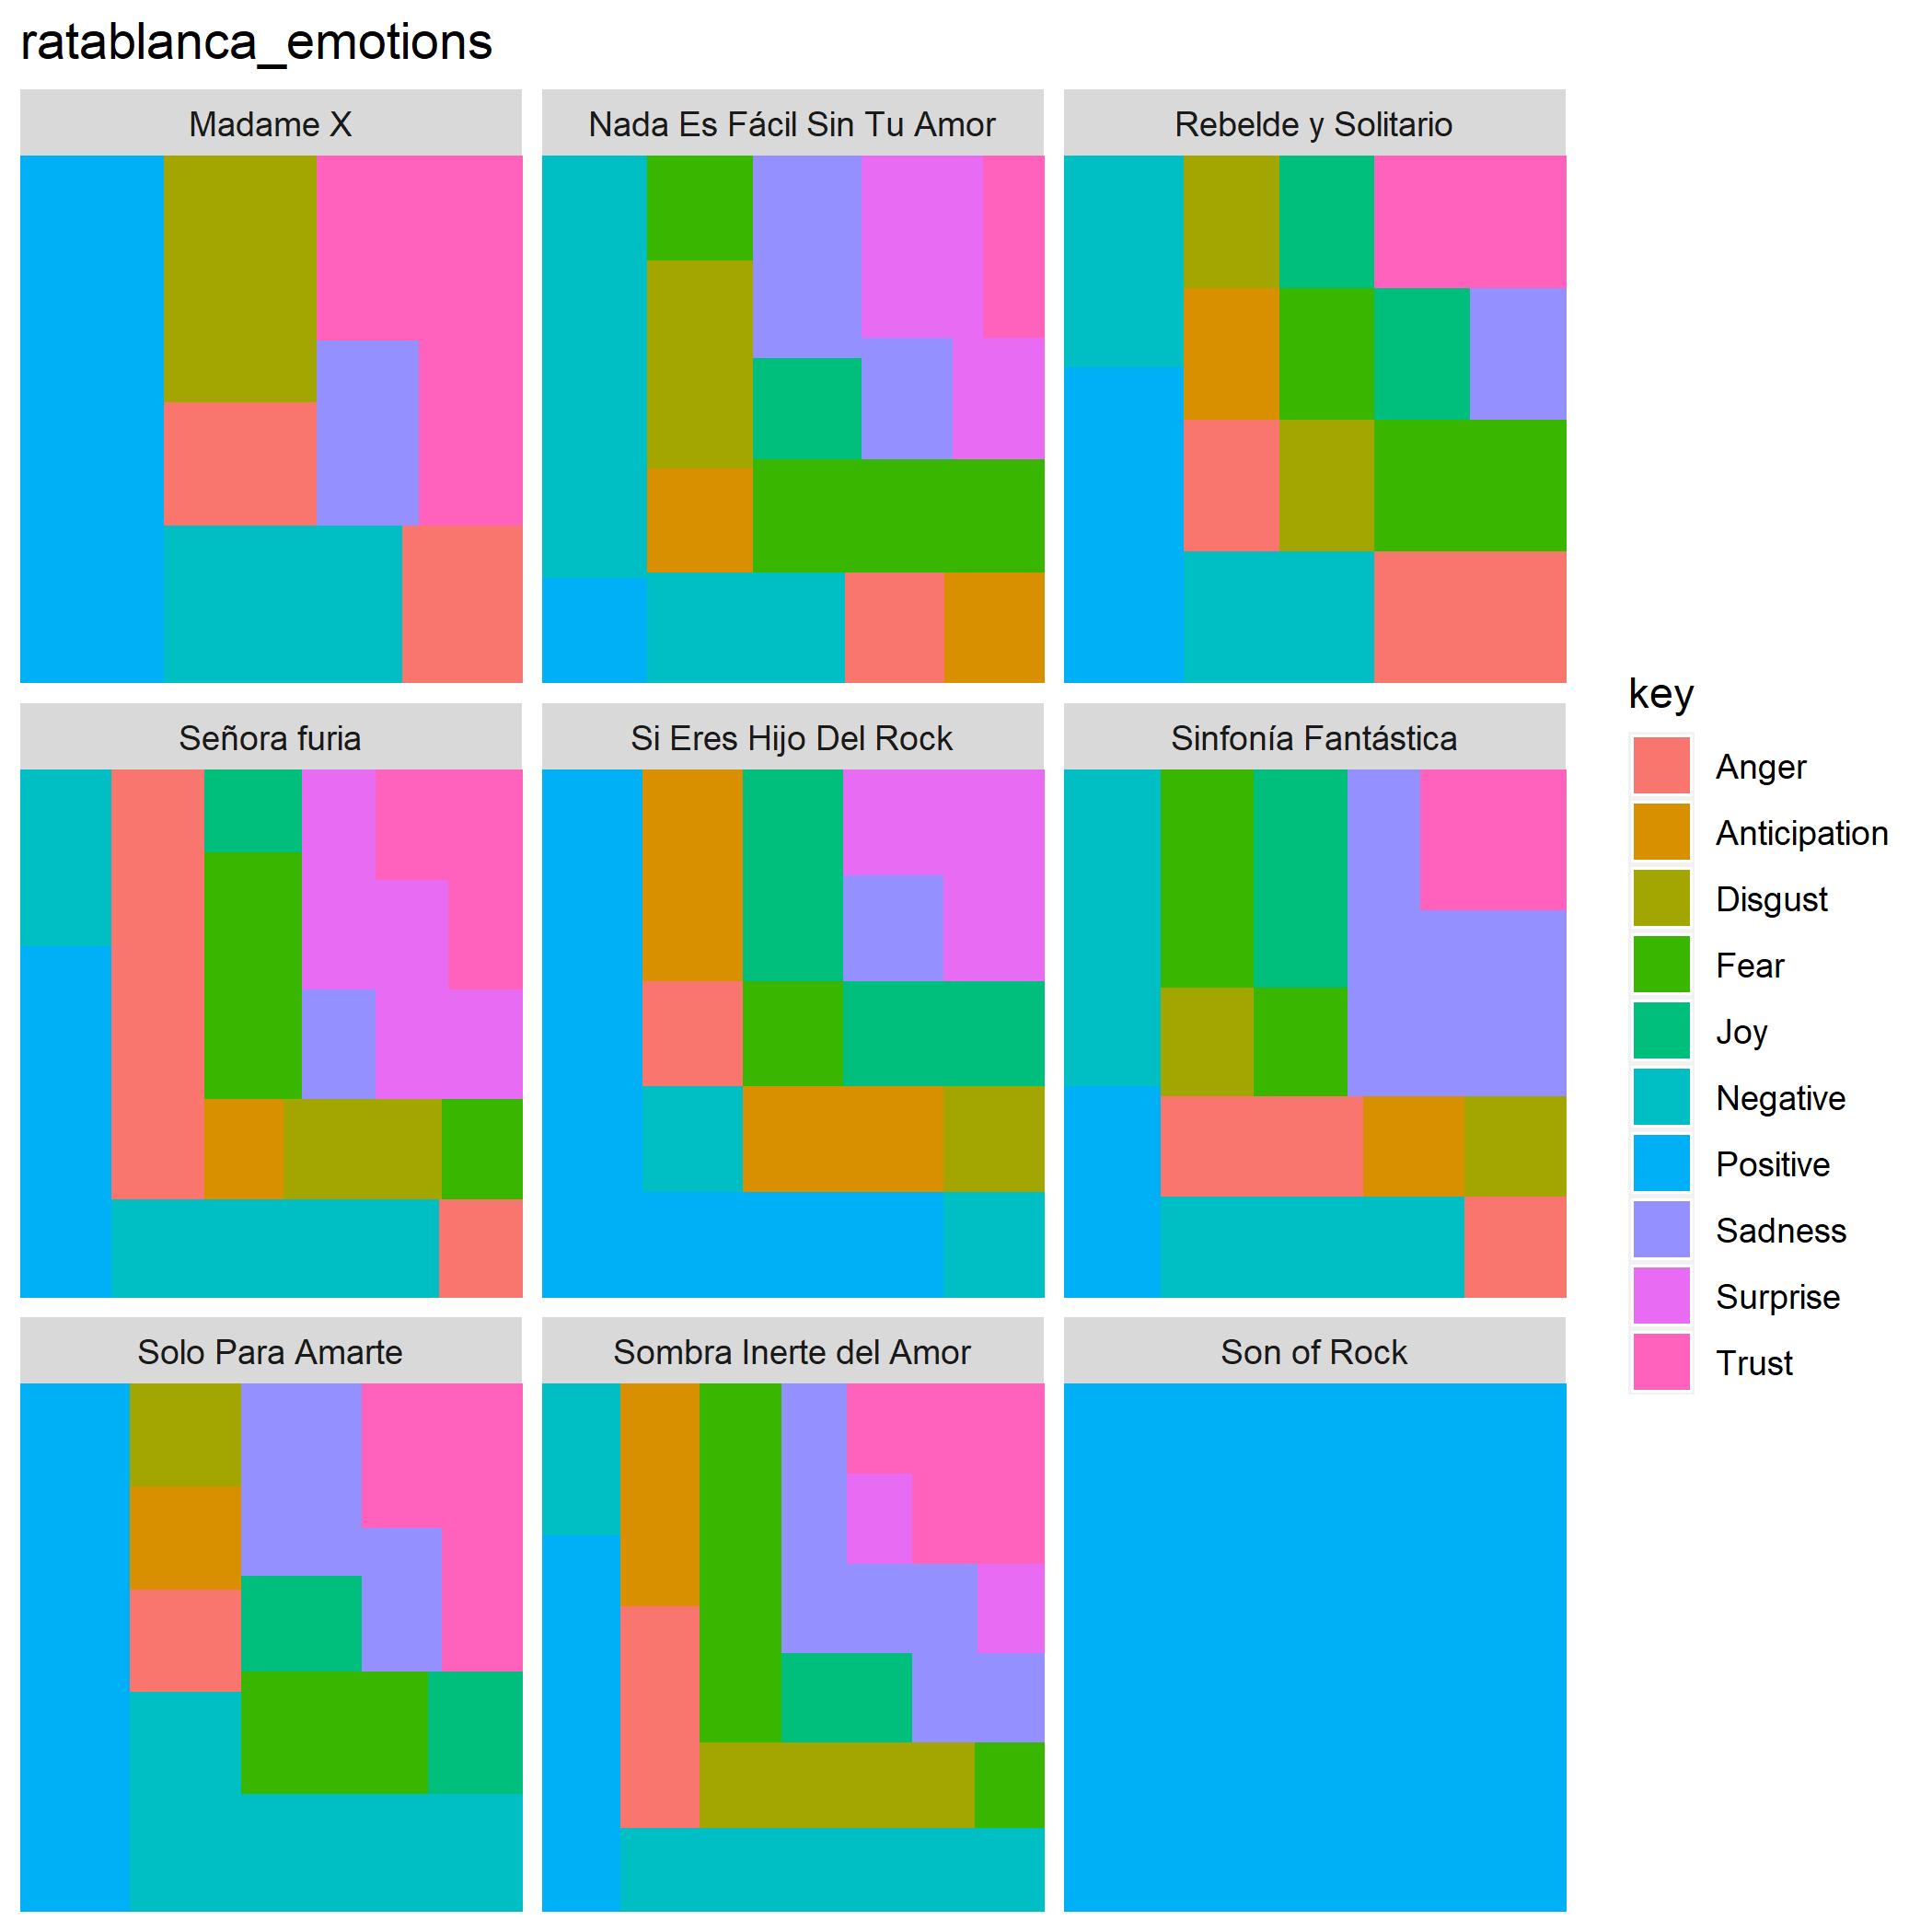 ratablanca_emotions
Madame X
Nada Es Fácil Sin Tu Amor
Rebelde y Solitario
Señora furia
Si Eres Hijo Del Rock
Sinfonía Fantástica
Solo Para Amarte
Sombra Inerte del Amor
Son of Rock
key
Anger
Anticipation
Disgust
Fear
Joy
Negative
Positive
Sadness
Surprise
Trust